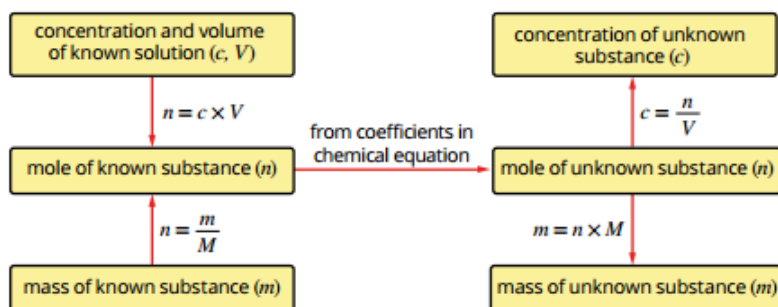 concentration and volume
of known solution (c, V)
concentration of unknown
substance (c)
n = c × V
from coefficients in
chemical equation
c = n/V
mole of known substance (n)
mole of unknown substance (n)
n = m/M
m = n × M
mass of known substance (m)
mass of unknown substance (m)